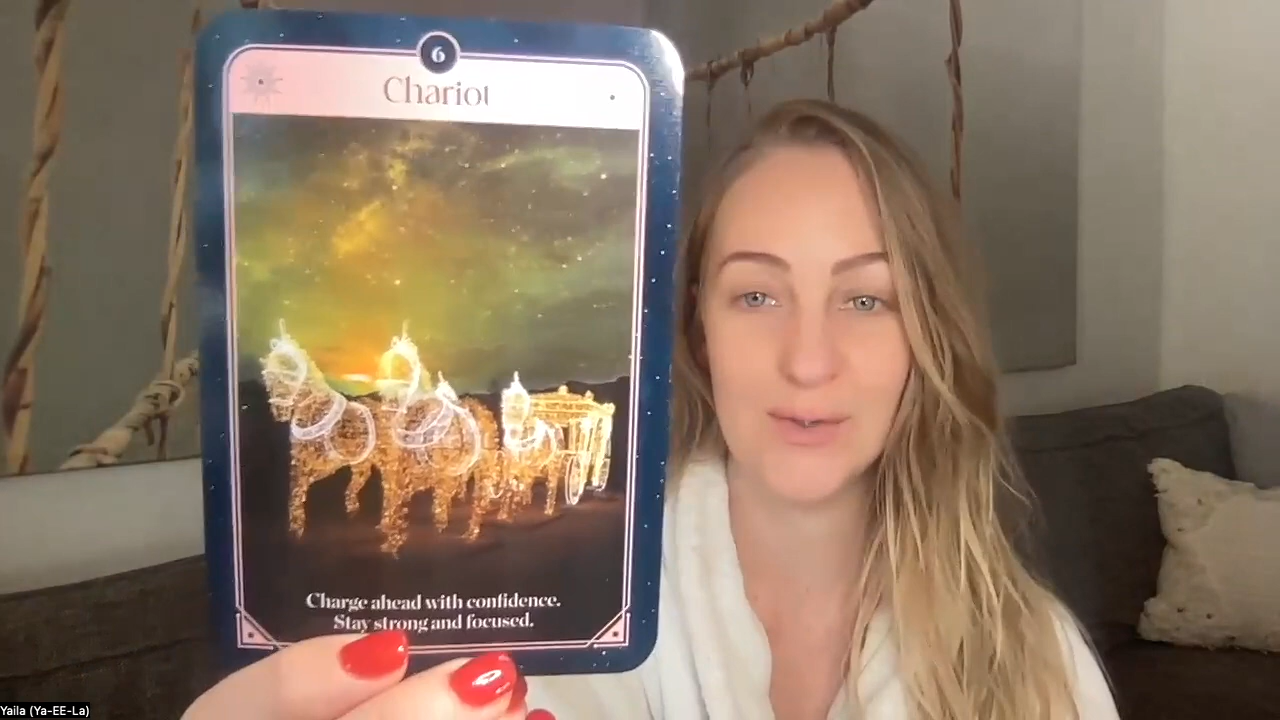 6
Chariot
Charge ahead with confidence.
Stay strong and focused.
Yaila (Ya-EE-La)